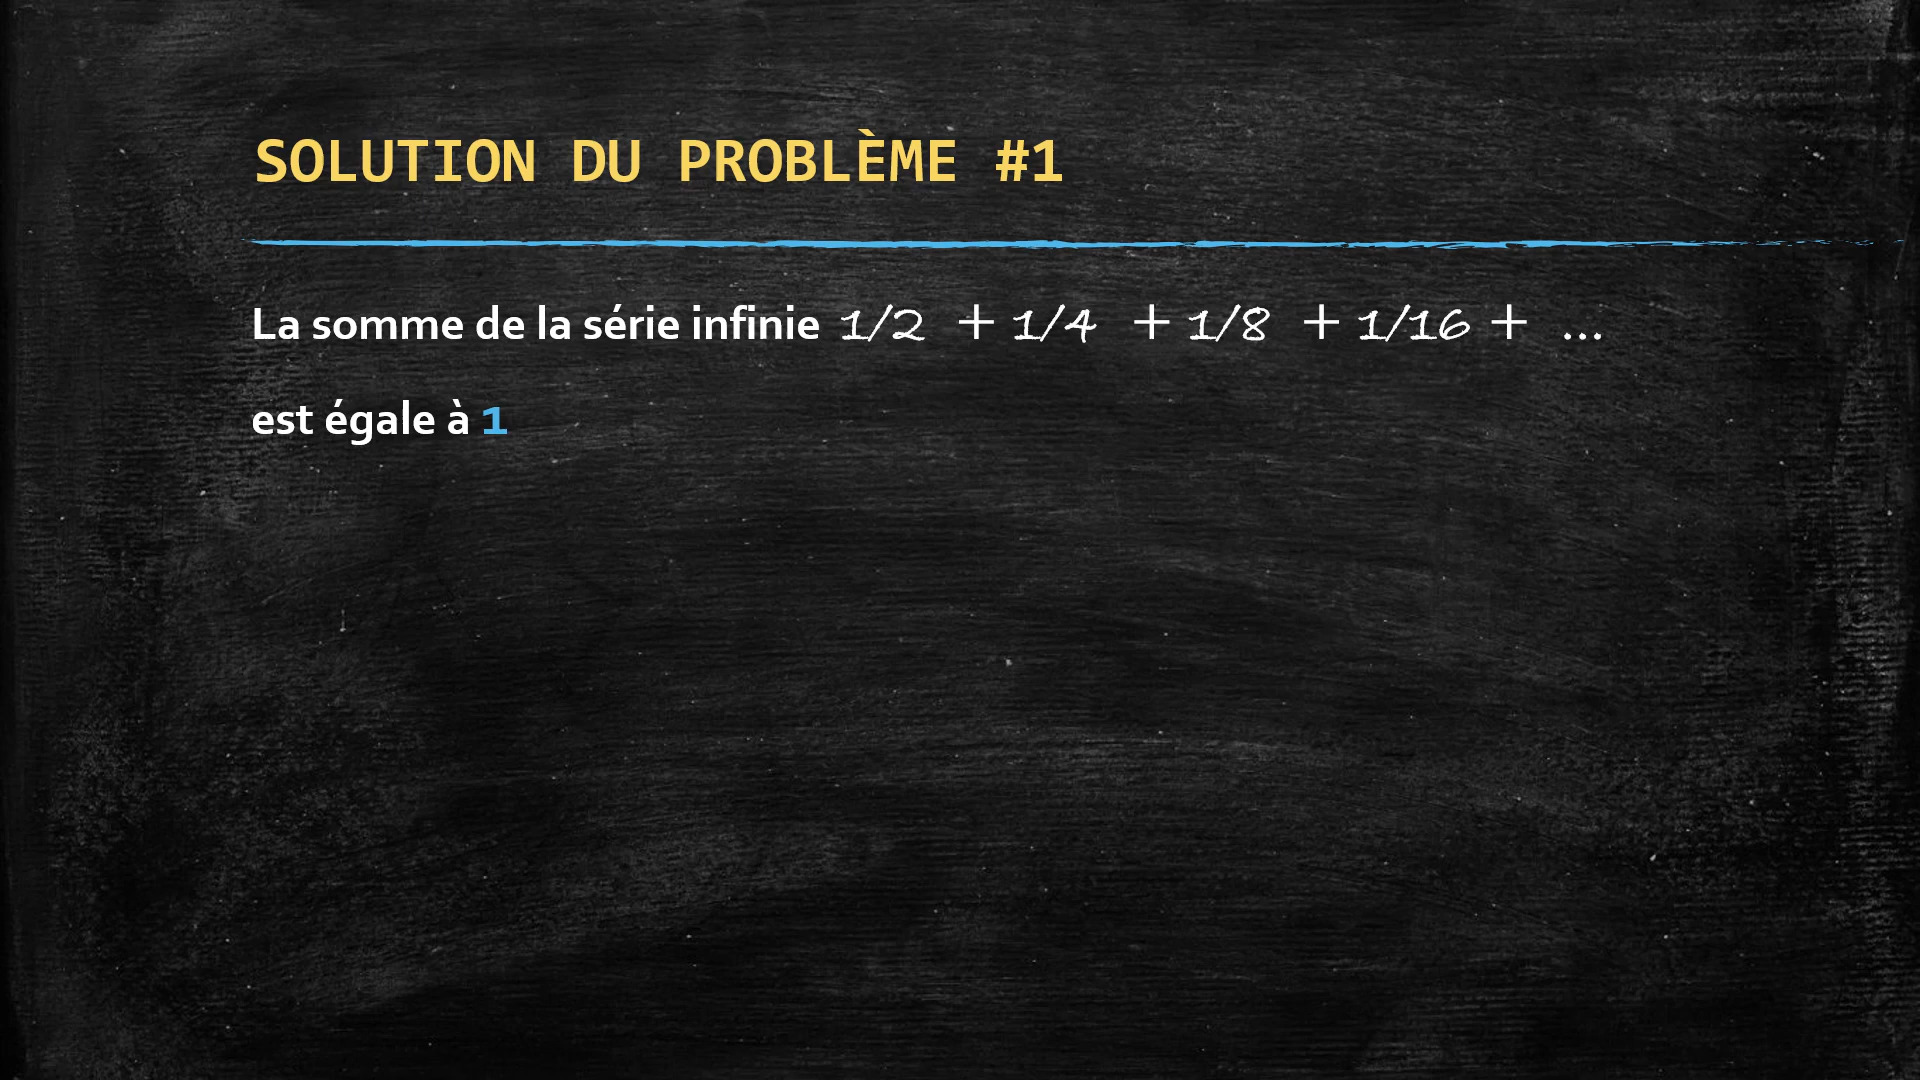 SOLUTION DU PROBLÈME #1
La somme de la série infinie 1/2 + 1/4 + 1/8 + 1/16 + ...
est égale à 1